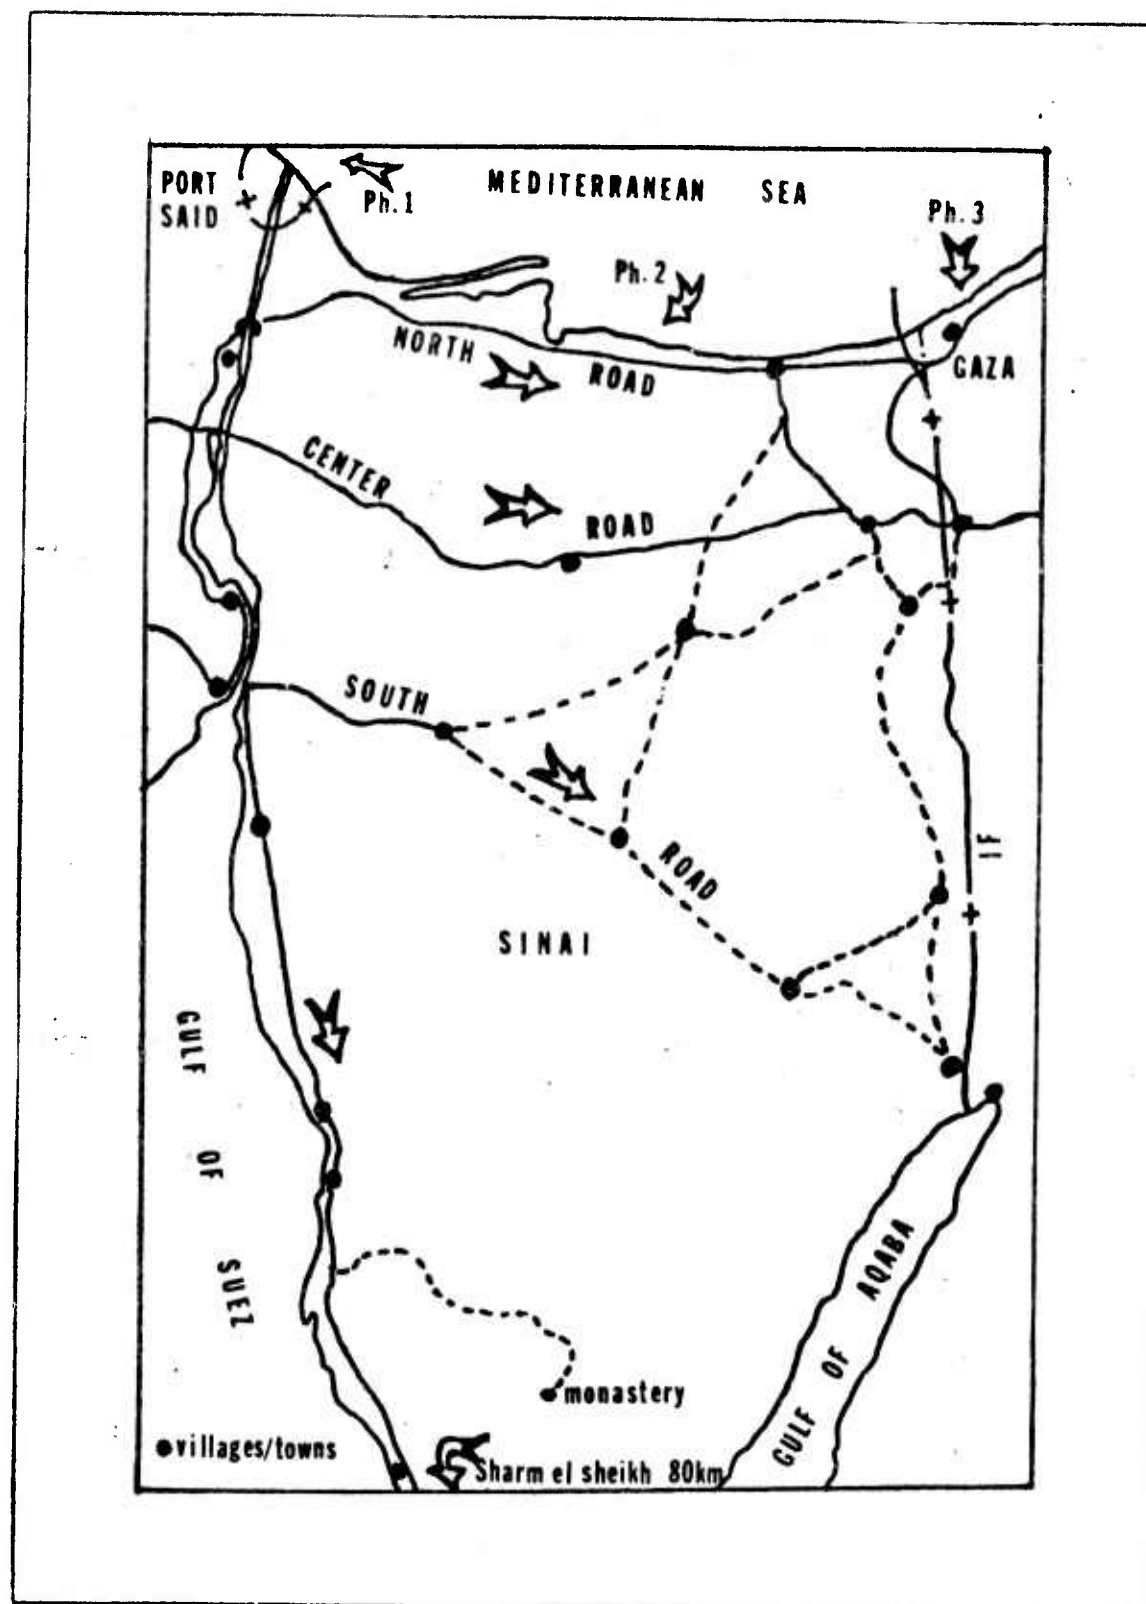 PORT
SAID
Ph. 1
MEDITERRANEAN SEA
Ph. 3
Ph. 2
NORTH ROAD
GAZA
CENTER ROAD
SOUTH ROAD
IF
SINAI
GULF OF SUEZ
GULF OF AQABA
monastery
villages/towns
Sharm el sheikh 80km